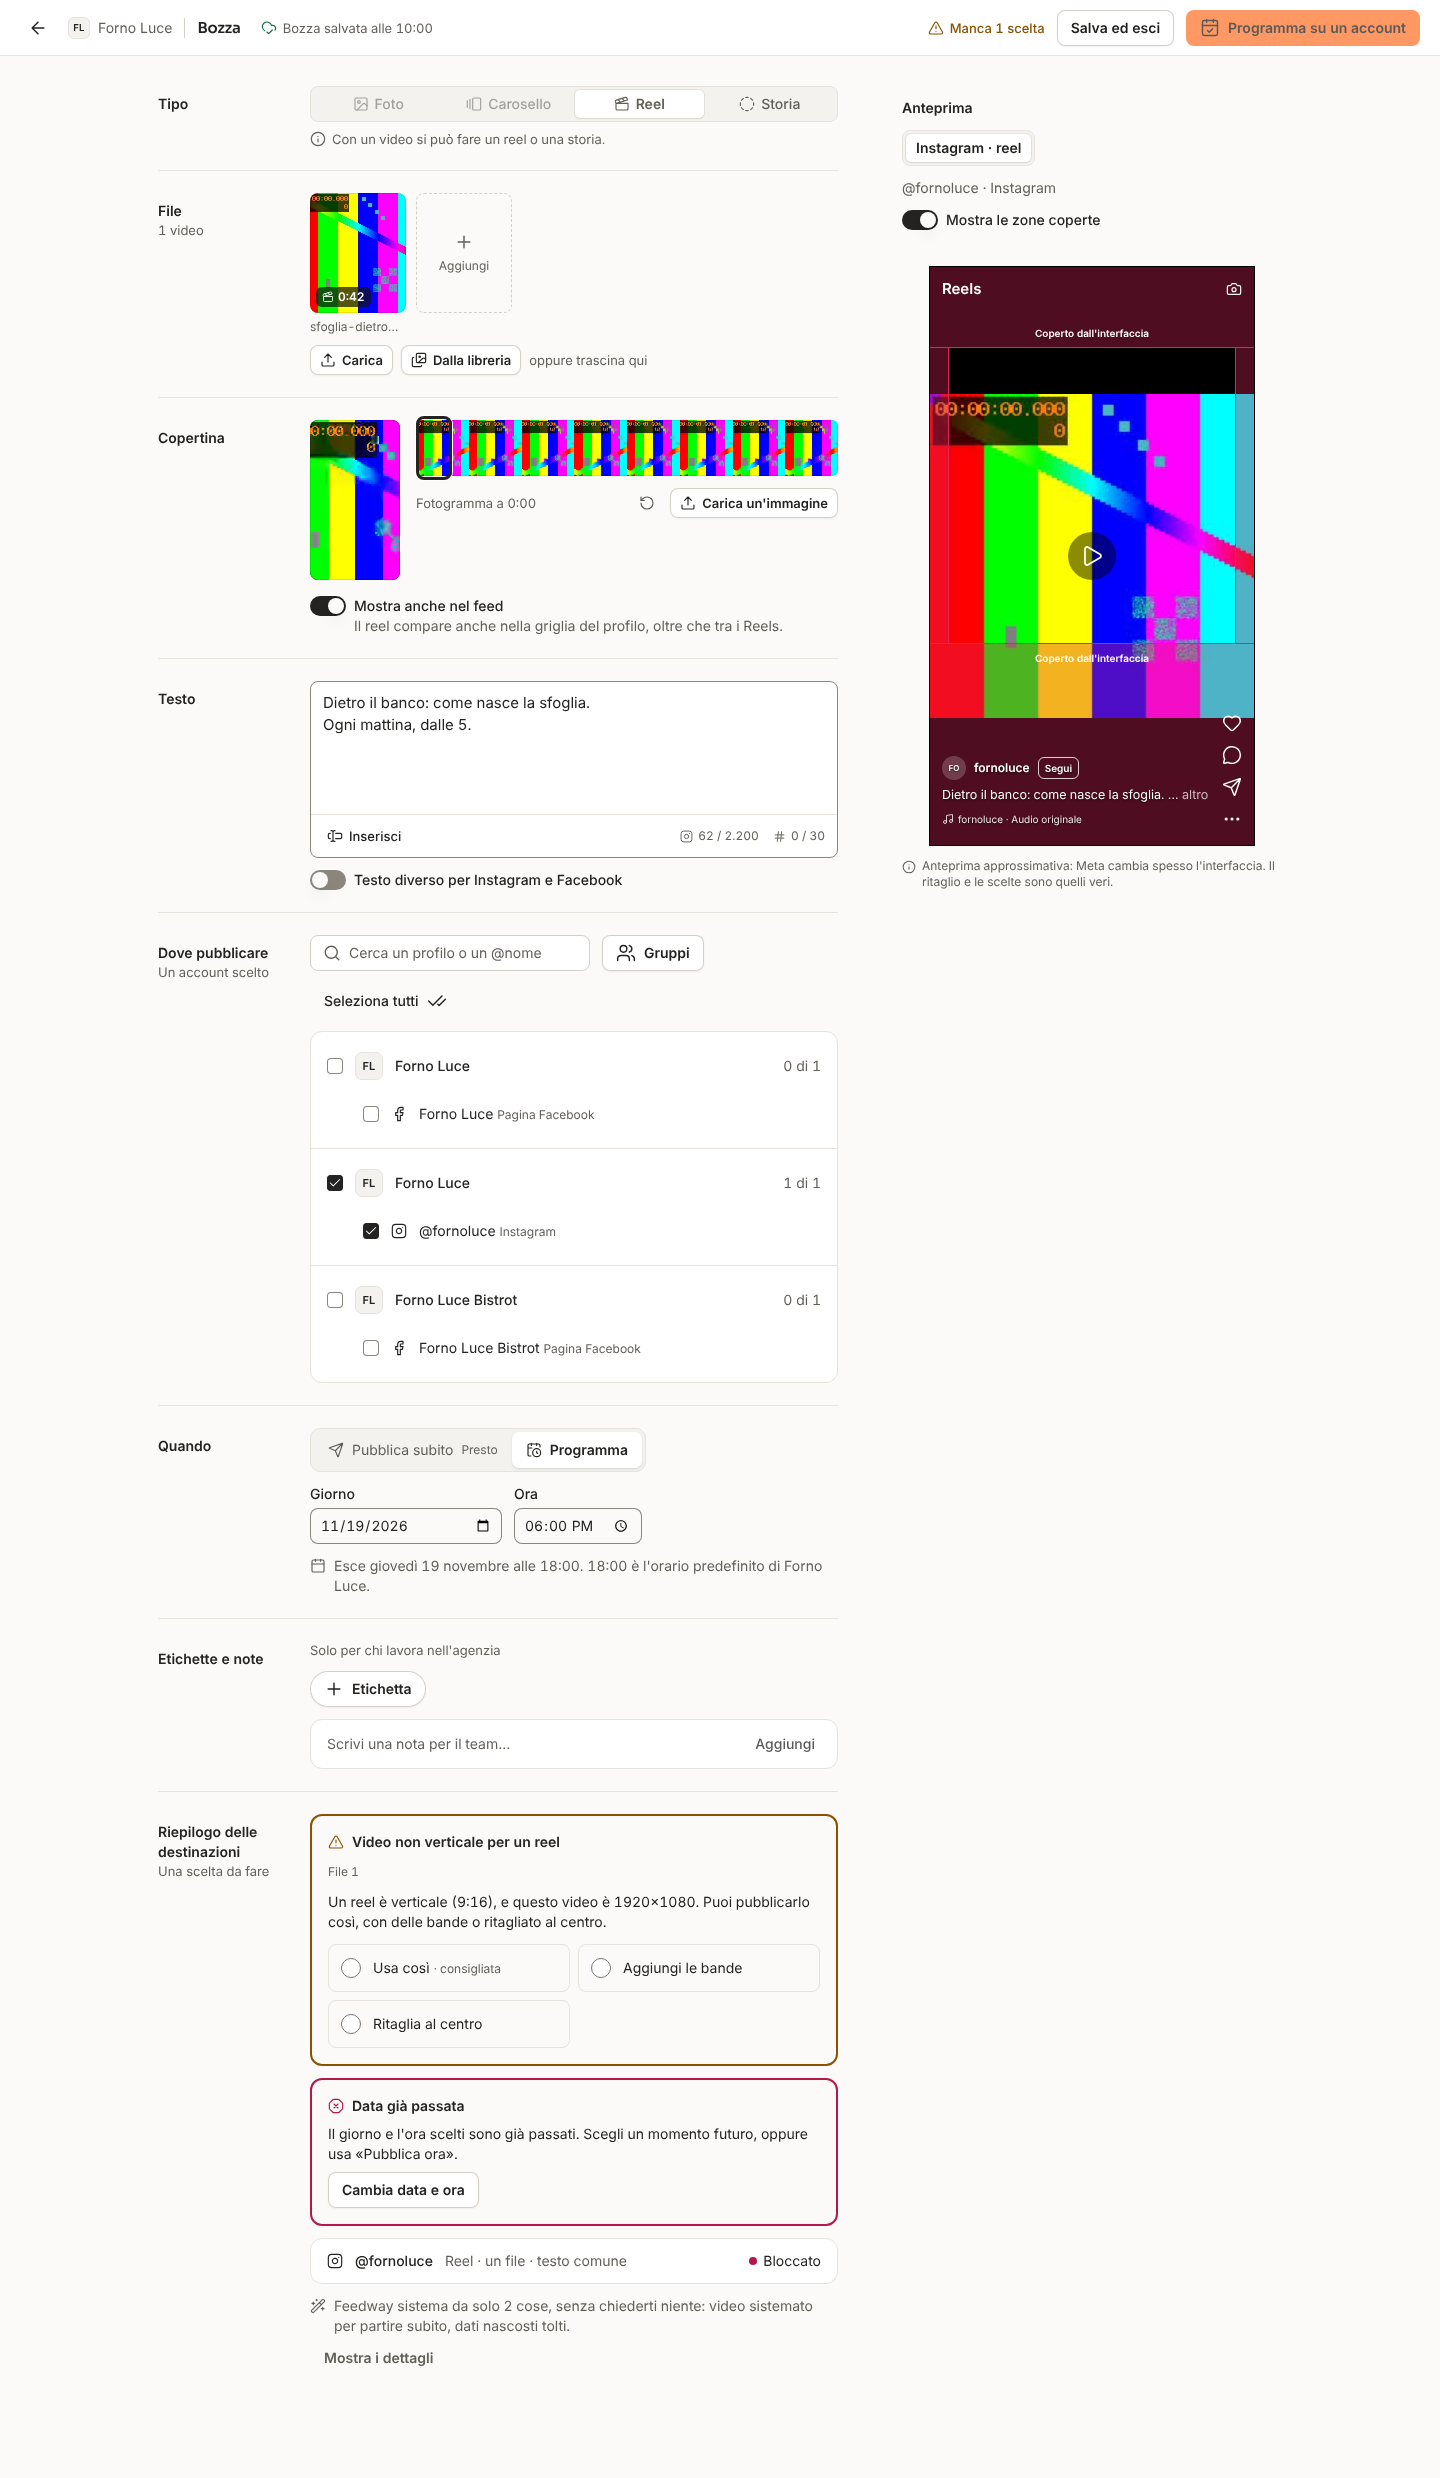 FL Forno Luce Bozza Bozza salvata alle 10:00 Manca 1 scelta Salva ed esci Programma su un account
Tipo
Foto Carosello Reel Storia
Con un video si può fare un reel o una storia.
File
1 video
00:00:00.000
0
0:42
Aggiungi
sfoglia-dietro...
Carica Dalla libreria oppure trascina qui
Copertina
Fotogramma a 0:00 Carica un'immagine
Mostra anche nel feed
Il reel compare anche nella griglia del profilo, oltre che tra i Reels.
Testo
Dietro il banco: come nasce la sfoglia.
Ogni mattina, dalle 5.
Inserisci 62 / 2.200 # 0 / 30
Testo diverso per Instagram e Facebook
Dove pubblicare
Un account scelto
Cerca un profilo o un @nome Gruppi
Seleziona tutti
FL Forno Luce 0 di 1
Forno Luce Pagina Facebook
FL Forno Luce 1 di 1
@fornoluce Instagram
FL Forno Luce Bistrot 0 di 1
Forno Luce Bistrot Pagina Facebook
Quando
Pubblica subito Presto Programma
Giorno Ora
11/19/2026 06:00 PM
Esce giovedì 19 novembre alle 18:00. 18:00 è l'orario predefinito di Forno
Luce.
Etichette e note
Solo per chi lavora nell'agenzia
Etichetta
Scrivi una nota per il team... Aggiungi
Riepilogo delle
destinazioni
Una scelta da fare
Video non verticale per un reel
File 1
Un reel è verticale (9:16), e questo video è 1920×1080. Puoi pubblicarlo
così, con delle bande o ritagliato al centro.
Usa così · consigliata Aggiungi le bande
Ritaglia al centro
Data già passata
Il giorno e l'ora scelti sono già passati. Scegli un momento futuro, oppure
usa «Pubblica ora».
Cambia data e ora
@fornoluce Reel · un file · testo comune Bloccato
Feedway sistema da solo 2 cose, senza chiederti niente: video sistemato
per partire subito, dati nascosti tolti.
Mostra i dettagli
Anteprima
Instagram · reel
@fornoluce · Instagram
Mostra le zone coperte
Reels
Coperto dall'interfaccia
00:00:00.000
0
Coperto dall'interfaccia
FO fornoluce Segui
Dietro il banco: come nasce la sfoglia. ... altro
fornoluce · Audio originale
Anteprima approssimativa: Meta cambia spesso l'interfaccia. Il
ritaglio e le scelte sono quelli veri.